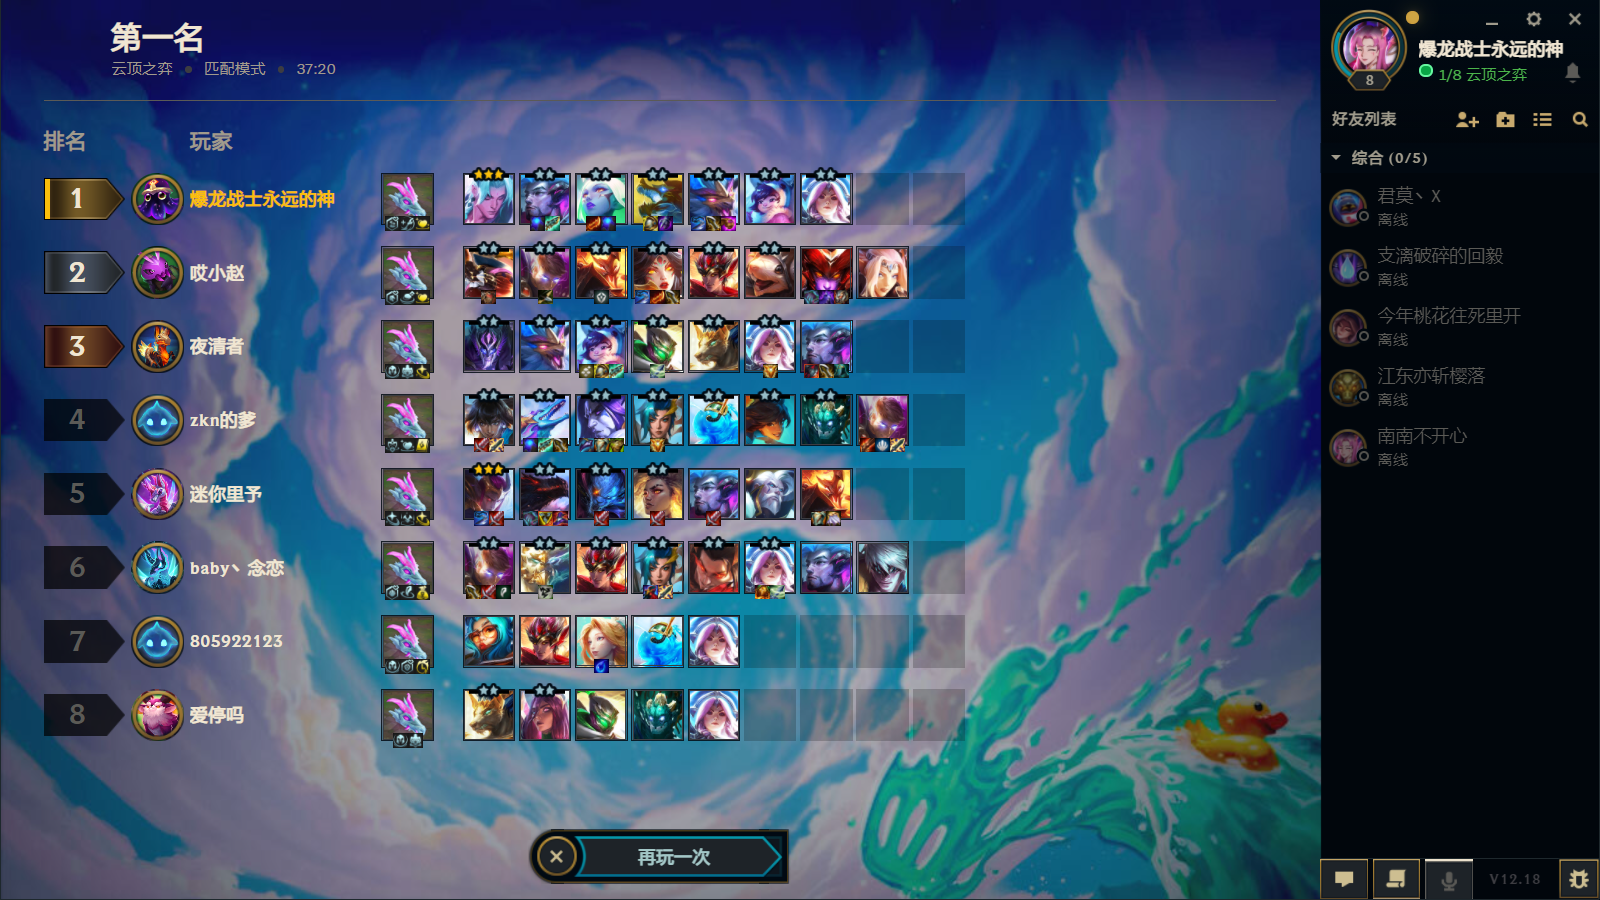 第一名
云顶之弈 • 匹配模式 • 37:20
排名 玩家
1 爆龙战士永远的神
2 哎小赵
3 夜清者
4 zkn的爹
5 迷你里予
6 baby丶念恋
7 805922123
8 爱停吗
再玩一次
爆龙战士永远的神
8
1/8 云顶之弈
好友列表
综合 (0/5)
君莫丶X
离线
支漓破碎的回毅
离线
今年桃花往死里开
离线
江东亦斩樱落
离线
南南不开心
离线
V12.18